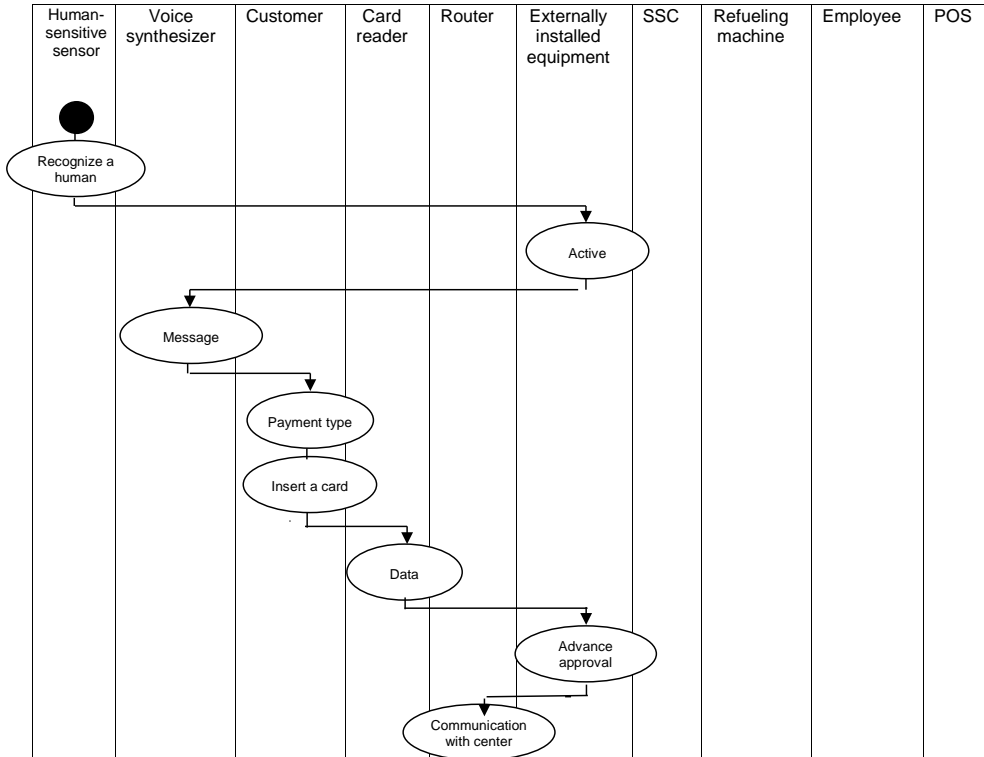 Human-
sensitive
sensor
Voice
synthesizer
Customer
Card
reader
Router
Externally
installed
equipment
SSC
Refueling
machine
Employee
POS
Recognize a
human
Active
Message
Payment type
Insert a card
Data
Advance
approval
Communication
with center